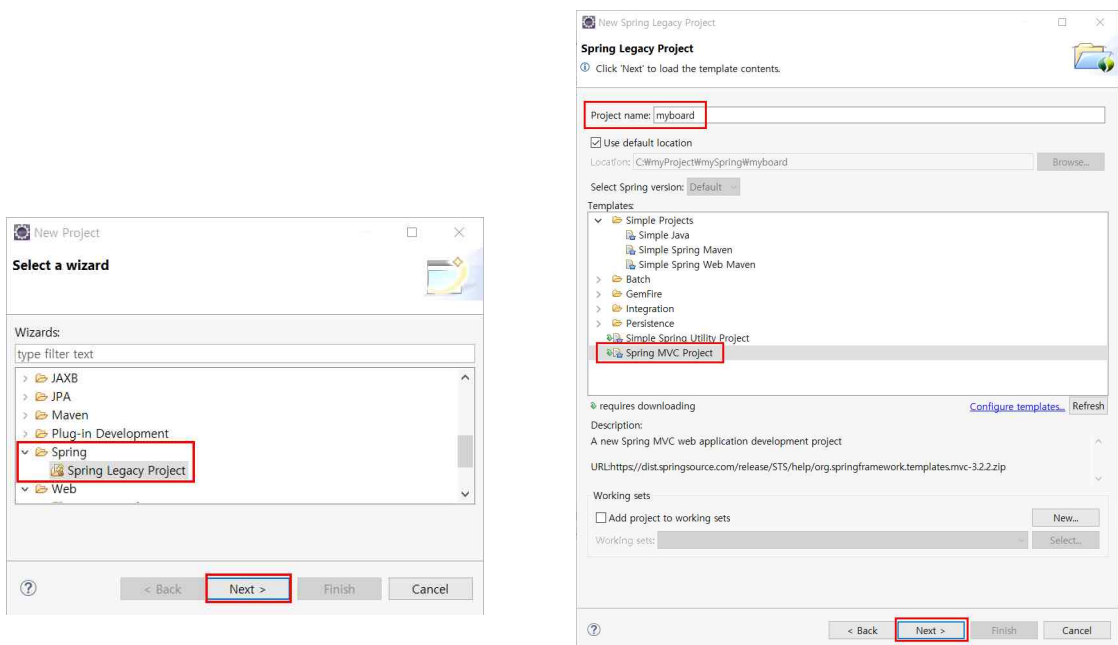 New Project
Select a wizard
Wizards:
type filter text
JAXB
JPA
Maven
Plug-in Development
Spring
Spring Legacy Project
Web
< Back
Next >
Finish
Cancel
New Spring Legacy Project
Spring Legacy Project
Click 'Next' to load the template contents.
Project name: myboard
Use default location
Location: C:₩myProject₩mySpring₩myboard Browse...
Select Spring version: Default
Templates:
Simple Projects
Simple Java
Simple Spring Maven
Simple Spring Web Maven
Batch
GemFire
Integration
Persistence
Simple Spring Utility Project
Spring MVC Project
requires downloading Configure templates... Refresh
Description:
A new Spring MVC web application development project
URL:https://dist.springsource.com/release/STS/help/org.springframework.templates.mvc-3.2.2.zip
Working sets
Add project to working sets New...
Working sets: Select...
< Back
Next >
Finish
Cancel